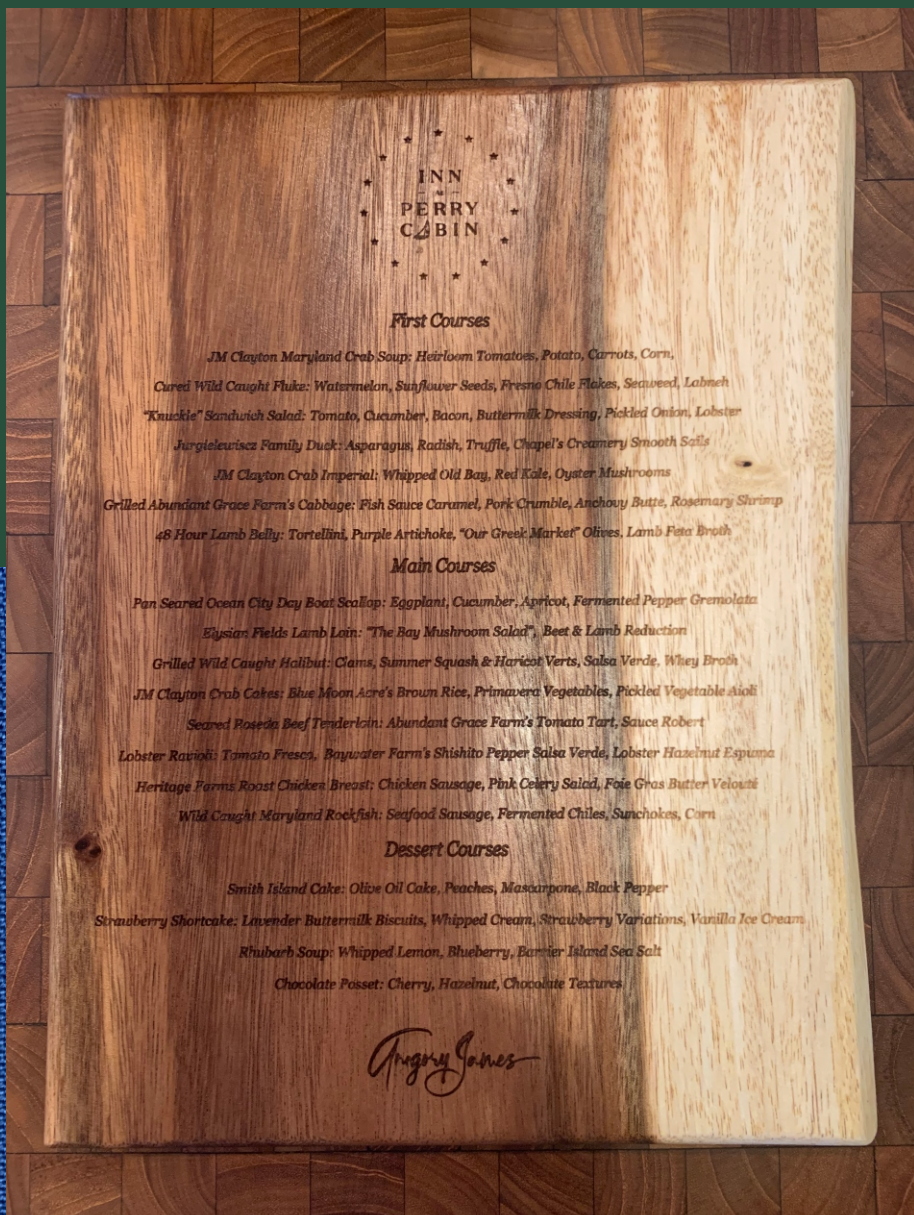 INN
PERRY
CABIN
First Courses
JM Clayton Maryland Crab Soup: Heirloom Tomatoes, Potato, Carrots, Corn,
Cured Wild Caught Fluke: Watermelon, Sunflower Seeds, Fresno Chile Flakes, Seaweed, Labneh
"Knuckle" Sandwich Salad: Tomato, Cucumber, Bacon, Buttermilk Dressing, Pickled Onion, Lobster
Jurgielewiscz Family Duck: Asparagus, Radish, Truffle, Chapel's Creamery Smooth Sails
JM Clayton Crab Imperial: Whipped Old Bay, Red Kale, Oyster Mushrooms
Grilled Abundant Grace Farm's Cabbage: Fish Sauce Caramel, Pork Crumble, Anchovy Butte, Rosemary Shrimp
48 Hour Lamb Belly: Tortellini, Purple Artichoke, "Our Greek Market" Olives, Lamb Feta Broth
Main Courses
Pan Seared Ocean City Day Boat Scallop: Eggplant, Cucumber, Apricot, Fermented Pepper Gremolata
Elysian Fields Lamb Loin: "The Bay Mushroom Salad", Beet & Lamb Reduction
Grilled Wild Caught Halibut: Clams, Summer Squash & Haricot Verts, Salsa Verde, Whey Broth
JM Clayton Crab Cakes: Blue Moon Acre's Brown Rice, Primavera Vegetables, Pickled Vegetable Aioli
Seared Roseda Beef Tenderloin: Abundant Grace Farm's Tomato Tart, Sauce Robert
Lobster Ravioli: Tomato Fresca, Baywater Farm's Shishito Pepper Salsa Verde, Lobster Hazelnut Espuma
Heritage Farms Roast Chicken Breast: Chicken Sausage, Pink Celery Salad, Foie Gras Butter Velouté
Wild Caught Maryland Rockfish: Seafood Sausage, Fermented Chiles, Sunchokes, Corn
Dessert Courses
Smith Island Cake: Olive Oil Cake, Peaches, Mascarpone, Black Pepper
Strawberry Shortcake: Lavender Buttermilk Biscuits, Whipped Cream, Strawberry Variations, Vanilla Ice Cream
Rhubarb Soup: Whipped Lemon, Blueberry, Barrier Island Sea Salt
Chocolate Posset: Cherry, Hazelnut, Chocolate Textures
Gregory James